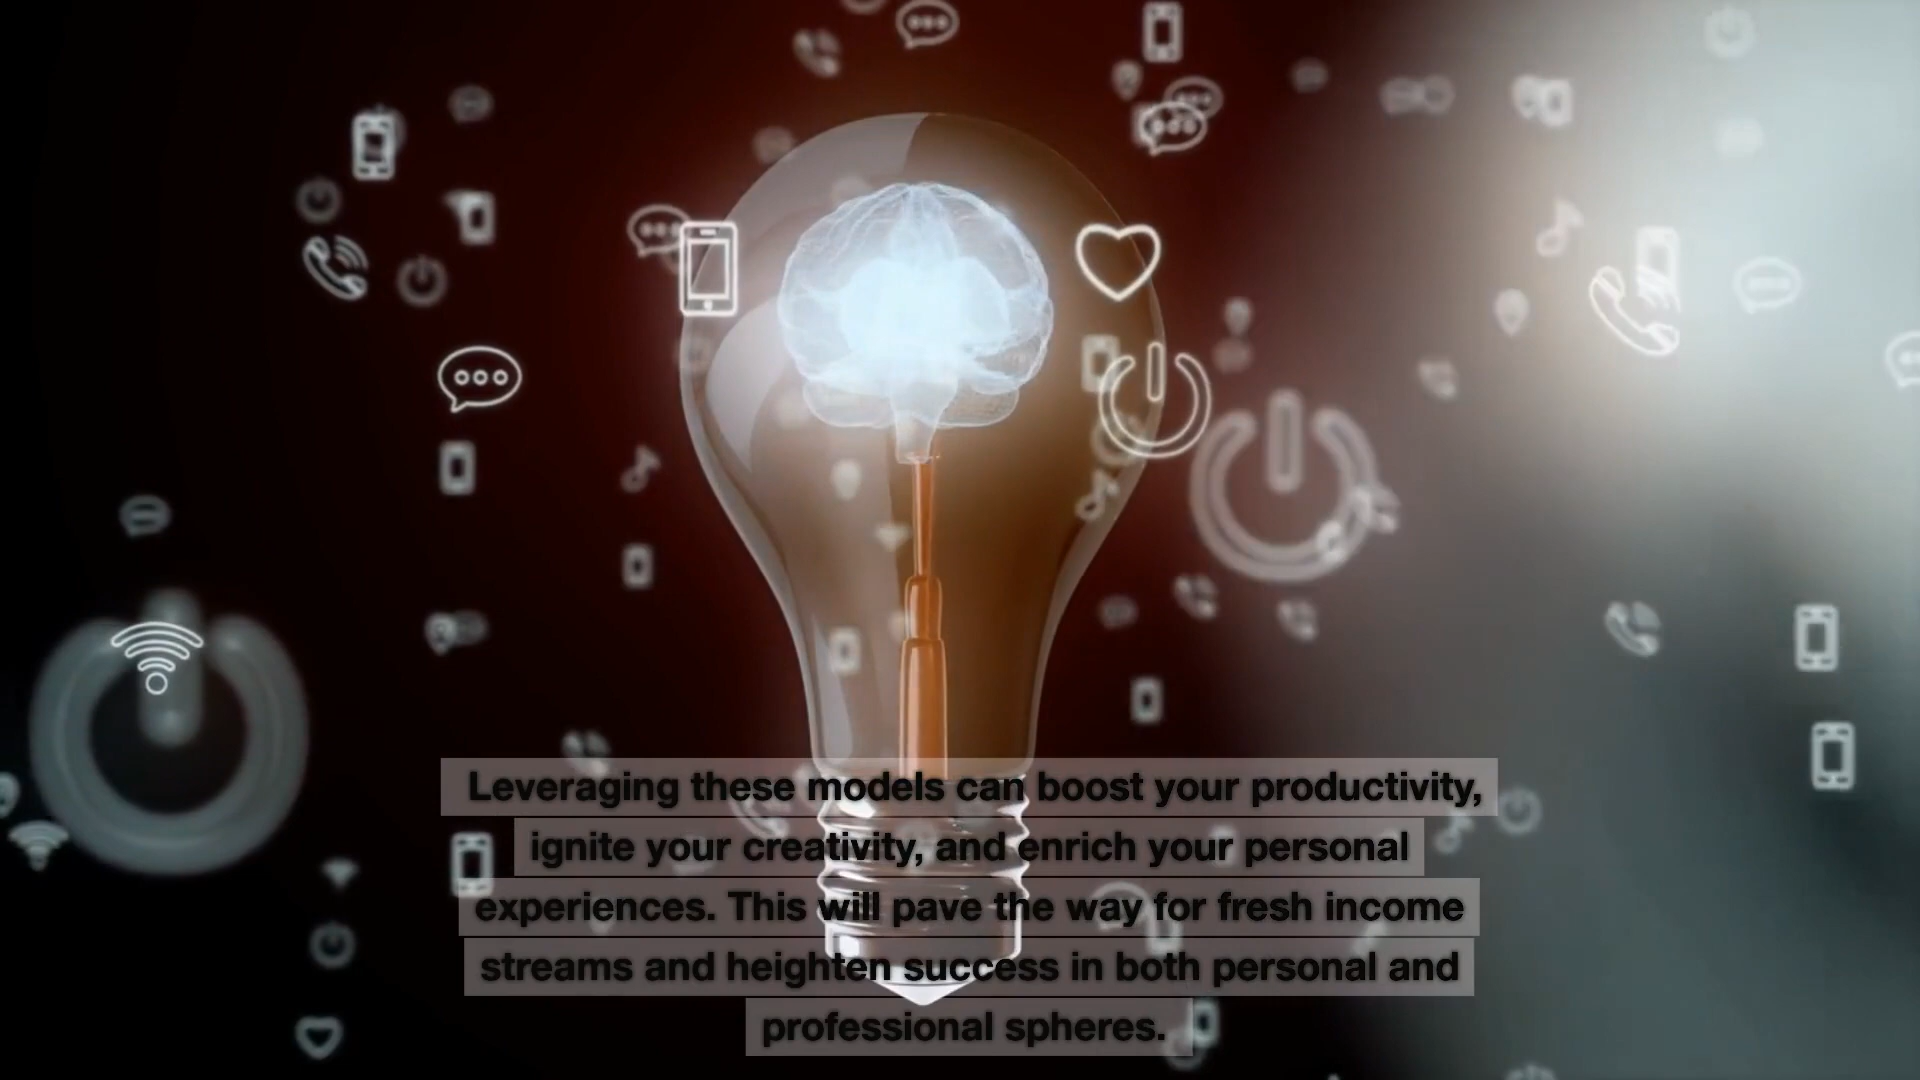 Leveraging these models can boost your productivity,
ignite your creativity, and enrich your personal
experiences. This will pave the way for fresh income
streams and heighten success in both personal and
professional spheres.